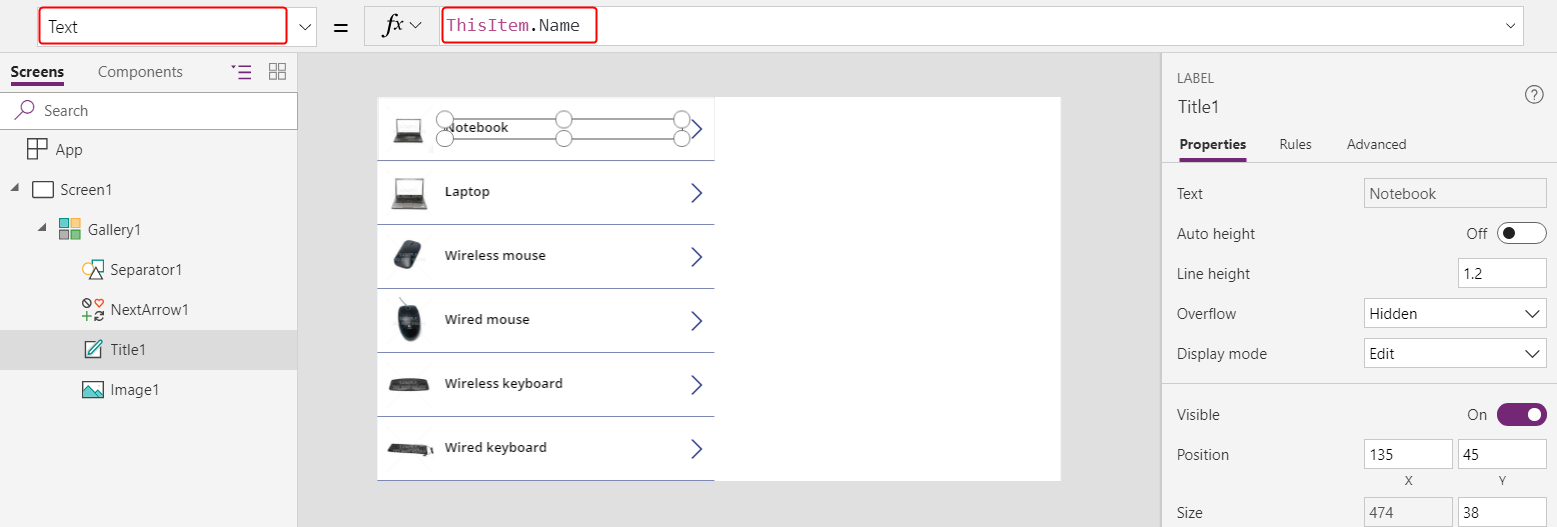 Text = fx ThisItem.Name
Screens Components
Search
App
Screen1
Gallery1
Separator1
NextArrow1
Title1
Image1
Notebook
Laptop
Wireless mouse
Wired mouse
Wireless keyboard
Wired keyboard
LABEL
Title1
?
Properties Rules Advanced
Text Notebook
Auto height Off
Line height 1.2
Overflow Hidden
Display mode Edit
Visible On
Position 135 45
X Y
Size 474 38